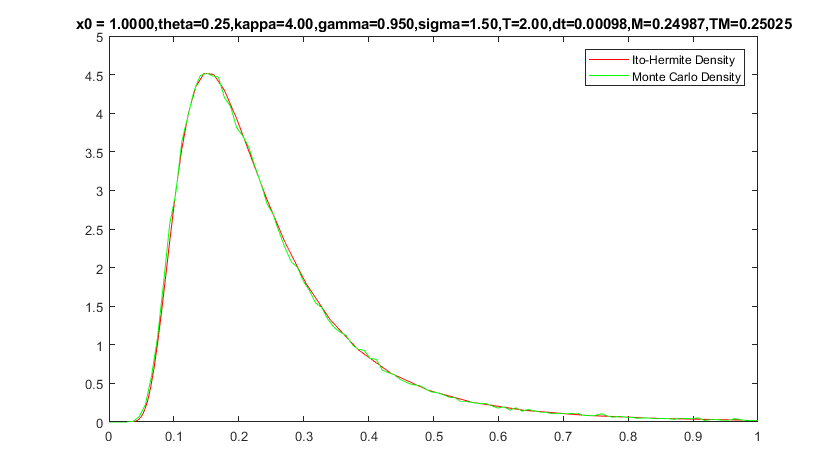 x0 = 1.0000,theta=0.25,kappa=4.00,gamma=0.950,sigma=1.50,T=2.00,dt=0.00098,M=0.24987,TM=0.25025
Ito-Hermite Density
Monte Carlo Density
5
4.5
4
3.5
3
2.5
2
1.5
1
0.5
0
0 0.1 0.2 0.3 0.4 0.5 0.6 0.7 0.8 0.9 1